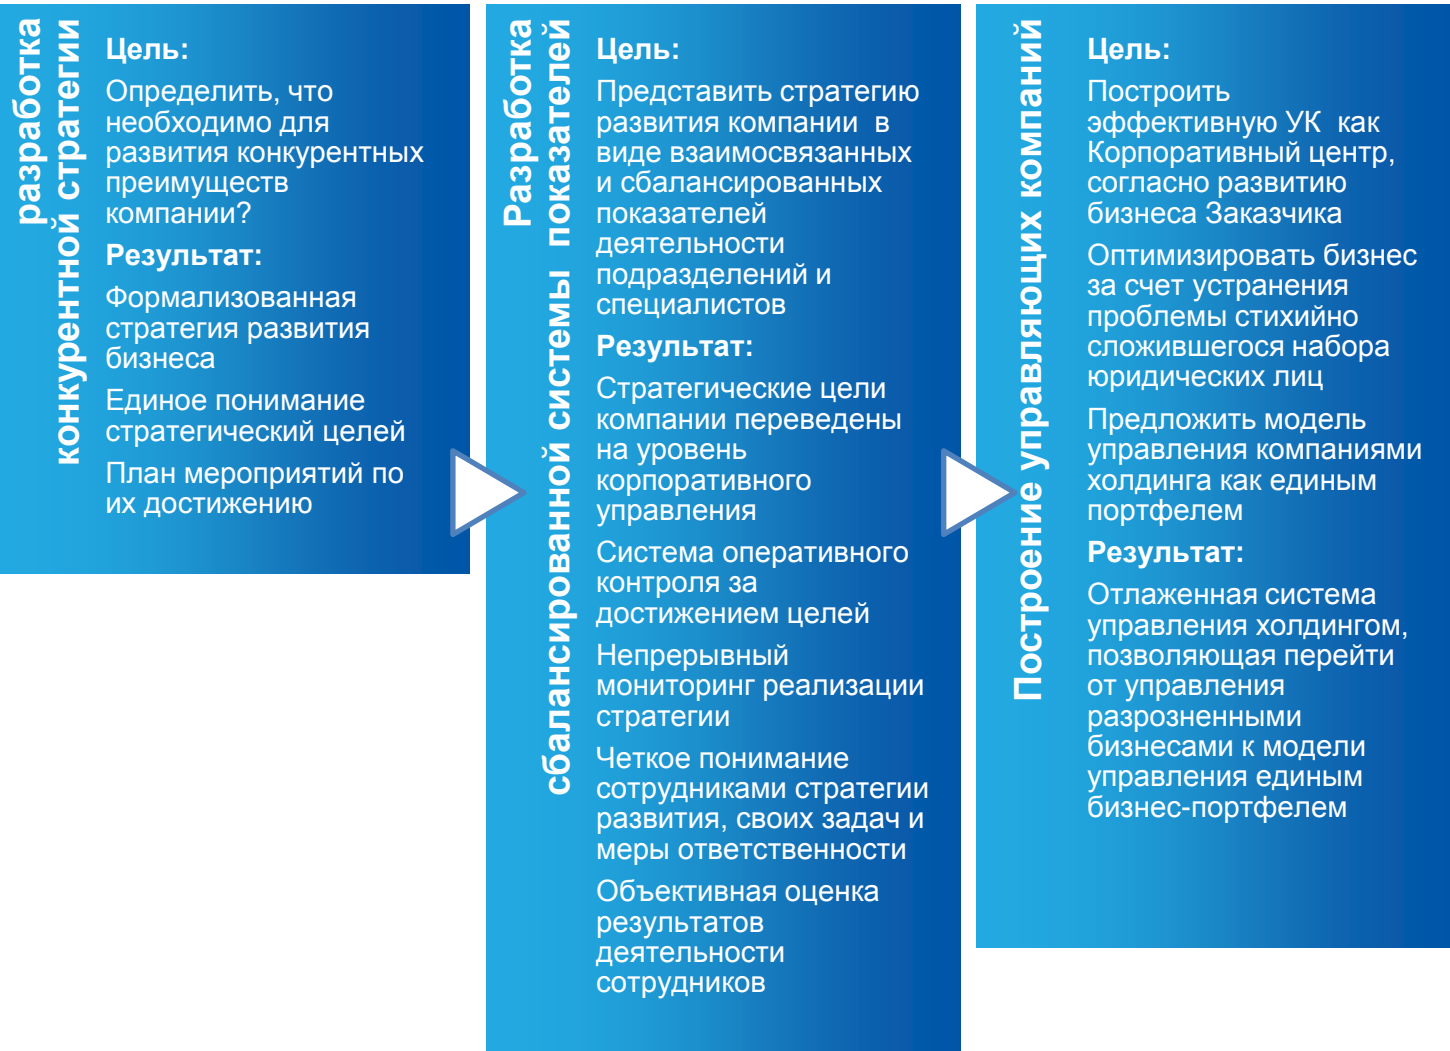 разработка
конкурентной стратегии
Цель:
Определить, что
необходимо для
развития конкурентных
преимуществ
компании?
Результат:
Формализованная
стратегия развития
бизнеса
Единое понимание
стратегический целей
План мероприятий по
их достижению
Разработка
сбалансированной системы показателей
Цель:
Представить стратегию
развития компании в
виде взаимосвязанных
и сбалансированных
показателей
деятельности
подразделений и
специалистов
Результат:
Стратегические цели
компании переведены
на уровень
корпоративного
управления
Система оперативного
контроля за
достижением целей
Непрерывный
мониторинг реализации
стратегии
Четкое понимание
сотрудниками стратегии
развития, своих задач и
меры ответственности
Объективная оценка
результатов
деятельности
сотрудников
Построение управляющих компаний
Цель:
Построить
эффективную УК как
Корпоративный центр,
согласно развитию
бизнеса Заказчика
Оптимизировать бизнес
за счет устранения
проблемы стихийно
сложившегося набора
юридических лиц
Предложить модель
управления компаниями
холдинга как единым
портфелем
Результат:
Отлаженная система
управления холдингом,
позволяющая перейти
от управления
разрозненными
бизнесами к модели
управления единым
бизнес-портфелем